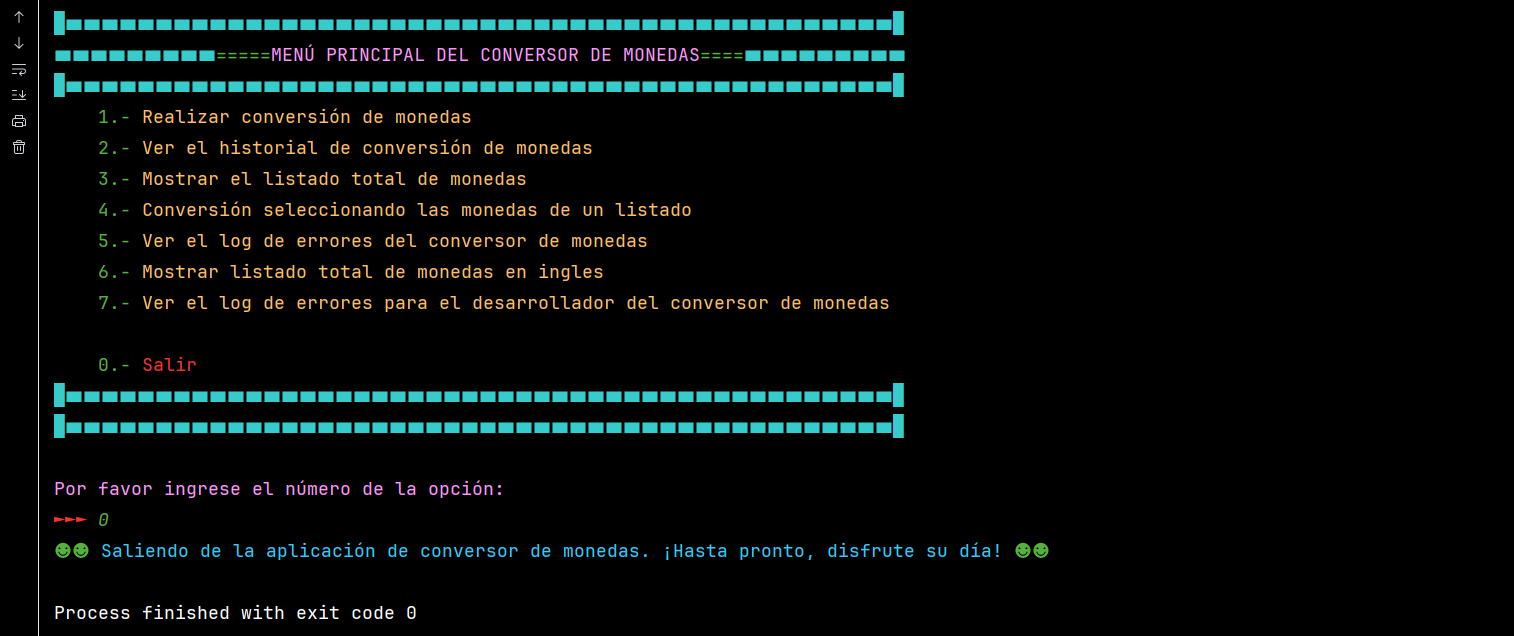 =====MENÚ PRINCIPAL DEL CONVERSOR DE MONEDAS====
1.- Realizar conversión de monedas
2.- Ver el historial de conversión de monedas
3.- Mostrar el listado total de monedas
4.- Conversión seleccionando las monedas de un listado
5.- Ver el log de errores del conversor de monedas
6.- Mostrar listado total de monedas en ingles
7.- Ver el log de errores para el desarrollador del conversor de monedas
0.- Salir
Por favor ingrese el número de la opción:
►►► 0
☻☻ Saliendo de la aplicación de conversor de monedas. ¡Hasta pronto, disfrute su día! ☻☻
Process finished with exit code 0